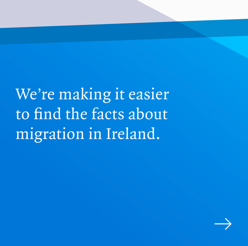 We’re making it easier
to find the facts about
migration in Ireland.